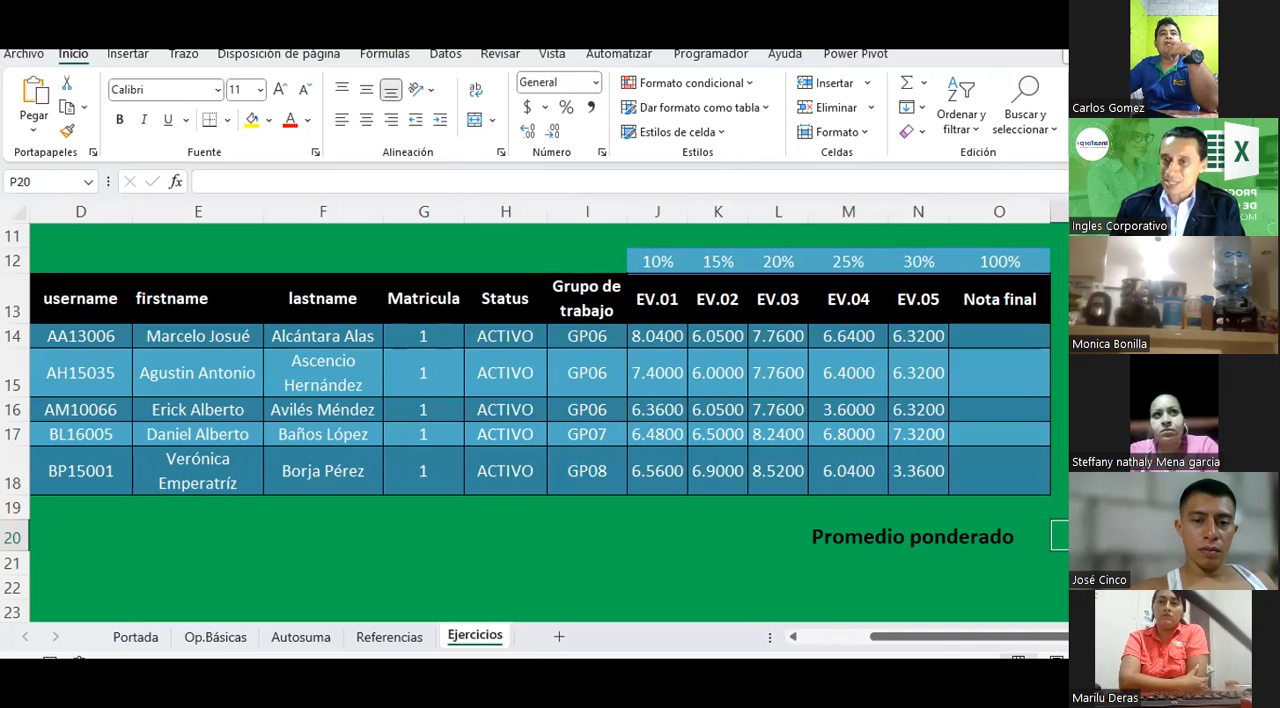 Archivo Inicio Insertar Trazo Disposición de página Fórmulas Datos Revisar Vista Automatizar Programador Ayuda Power Pivot
Pegar
Calibri 11
N K S
General
$ % 9
Formato condicional
Dar formato como tabla
Estilos de celda
Insertar
Eliminar
Formato
Ordenar y filtrar
Buscar y seleccionar
Portapapeles Fuente Alineación Número Estilos Celdas Edición
P20 fx
D E F G H I J K L M N O
11
12 10% 15% 20% 25% 30% 100%
13 username firstname lastname Matricula Status Grupo de trabajo EV.01 EV.02 EV.03 EV.04 EV.05 Nota final
14 AA13006 Marcelo Josué Alcántara Alas 1 ACTIVO GP06 8.0400 6.0500 7.7600 6.6400 6.3200
15 AH15035 Agustin Antonio Ascencio Hernández 1 ACTIVO GP06 7.4000 6.0000 7.7600 6.4000 6.3200
16 AM10066 Erick Alberto Avilés Méndez 1 ACTIVO GP06 6.3600 6.0500 7.7600 3.6000 6.3200
17 BL16005 Daniel Alberto Baños López 1 ACTIVO GP07 6.4800 6.5000 8.2400 6.8000 7.3200
18 BP15001 Verónica Emperatríz Borja Pérez 1 ACTIVO GP08 6.5600 6.9000 8.5200 6.0400 3.3600
19
20 Promedio ponderado
21
22
23
Portada Op.Básicas Autosuma Referencias Ejercicios
Carlos Gomez
X
Ingles Corporativo
Monica Bonilla
Steffany nathaly Mena garcia
José Cinco
Marilu Deras